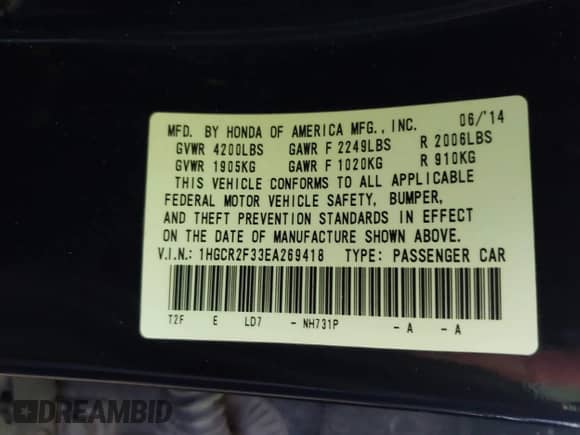 06/'14
MFD. BY HONDA OF AMERICA MFG., INC.
GVWR 4200LBS GAWR F 2249LBS R 2006LBS
GVWR 1905KG GAWR F 1020KG R 910KG
THIS VEHICLE CONFORMS TO ALL APPLICABLE
FEDERAL MOTOR VEHICLE SAFETY, BUMPER,
AND THEFT PREVENTION STANDARDS IN EFFECT
ON THE DATE OF MANUFACTURE SHOWN ABOVE.
V.I.N.: 1HGCR2F33EA269418 TYPE: PASSENGER CAR
T2F E LD7 - NH731P - A - A
DREAMBID